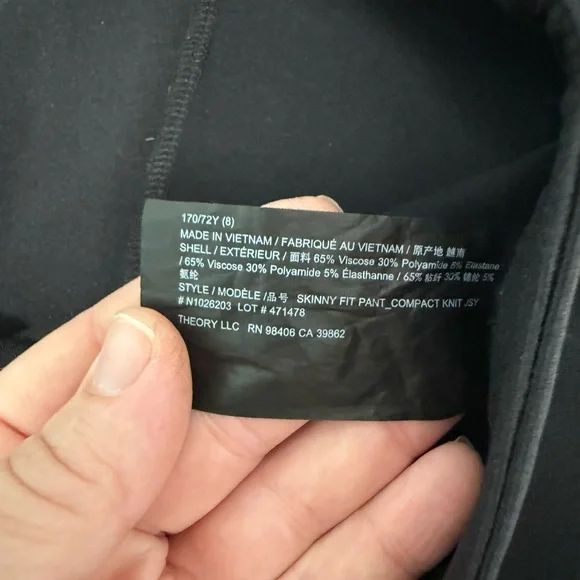 170/72Y (8)
MADE IN VIETNAM / FABRIQUÉ AU VIETNAM / 原产地 越南
SHELL / EXTÉRIEUR / 面料 65% Viscose 30% Polyamide 5% Elastane
/ 65% Viscose 30% Polyamide 5% Élasthanne / 65% 粘纤 30% 锦纶 5%
氨纶
STYLE / MODÈLE /品号 SKINNY FIT PANT_COMPACT KNIT JSY
# N1026203 LOT # 471478
THEORY LLC RN 98406 CA 39862